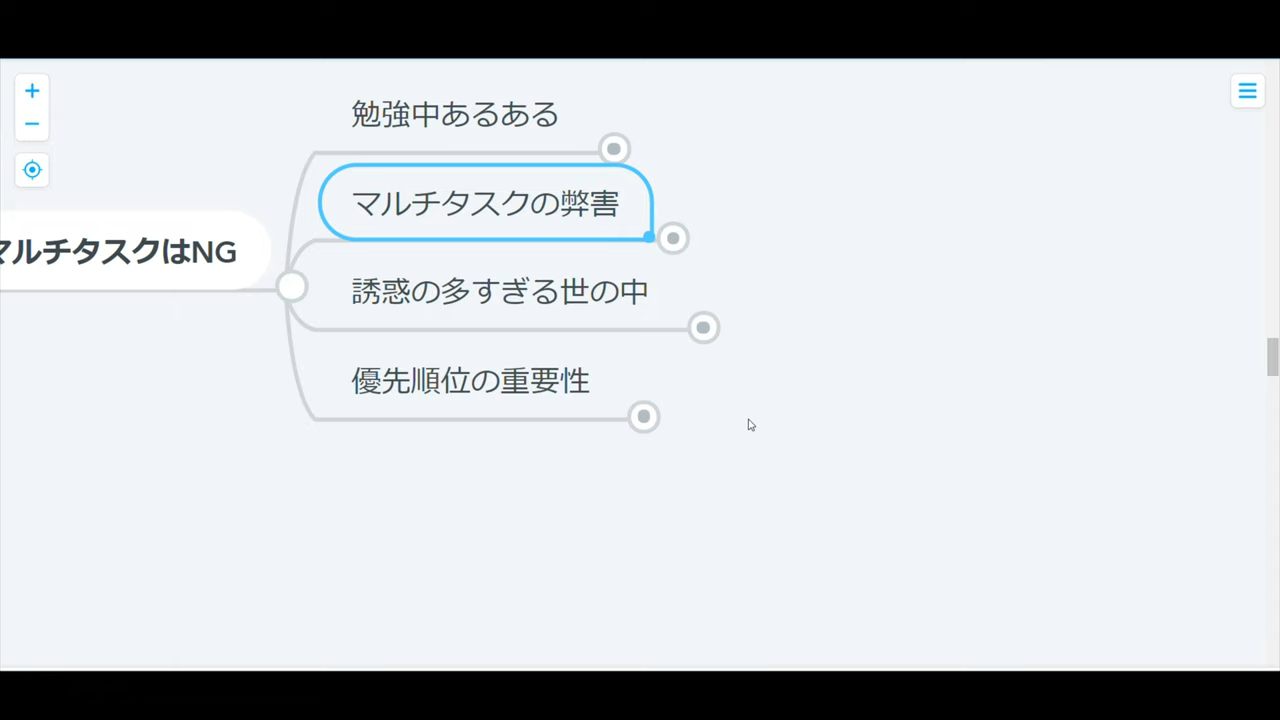 勉強中あるある
マルチタスクの弊害
マルチタスクはNG
誘惑の多すぎる世の中
優先順位の重要性